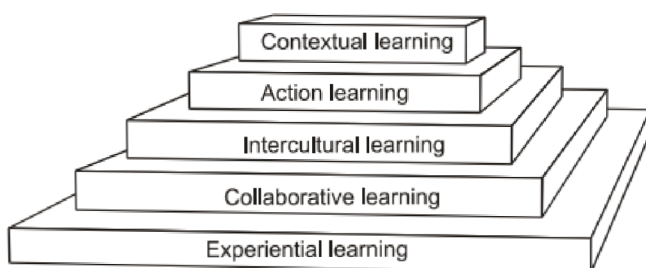 Contextual learning
Action learning
Intercultural learning
Collaborative learning
Experiential learning